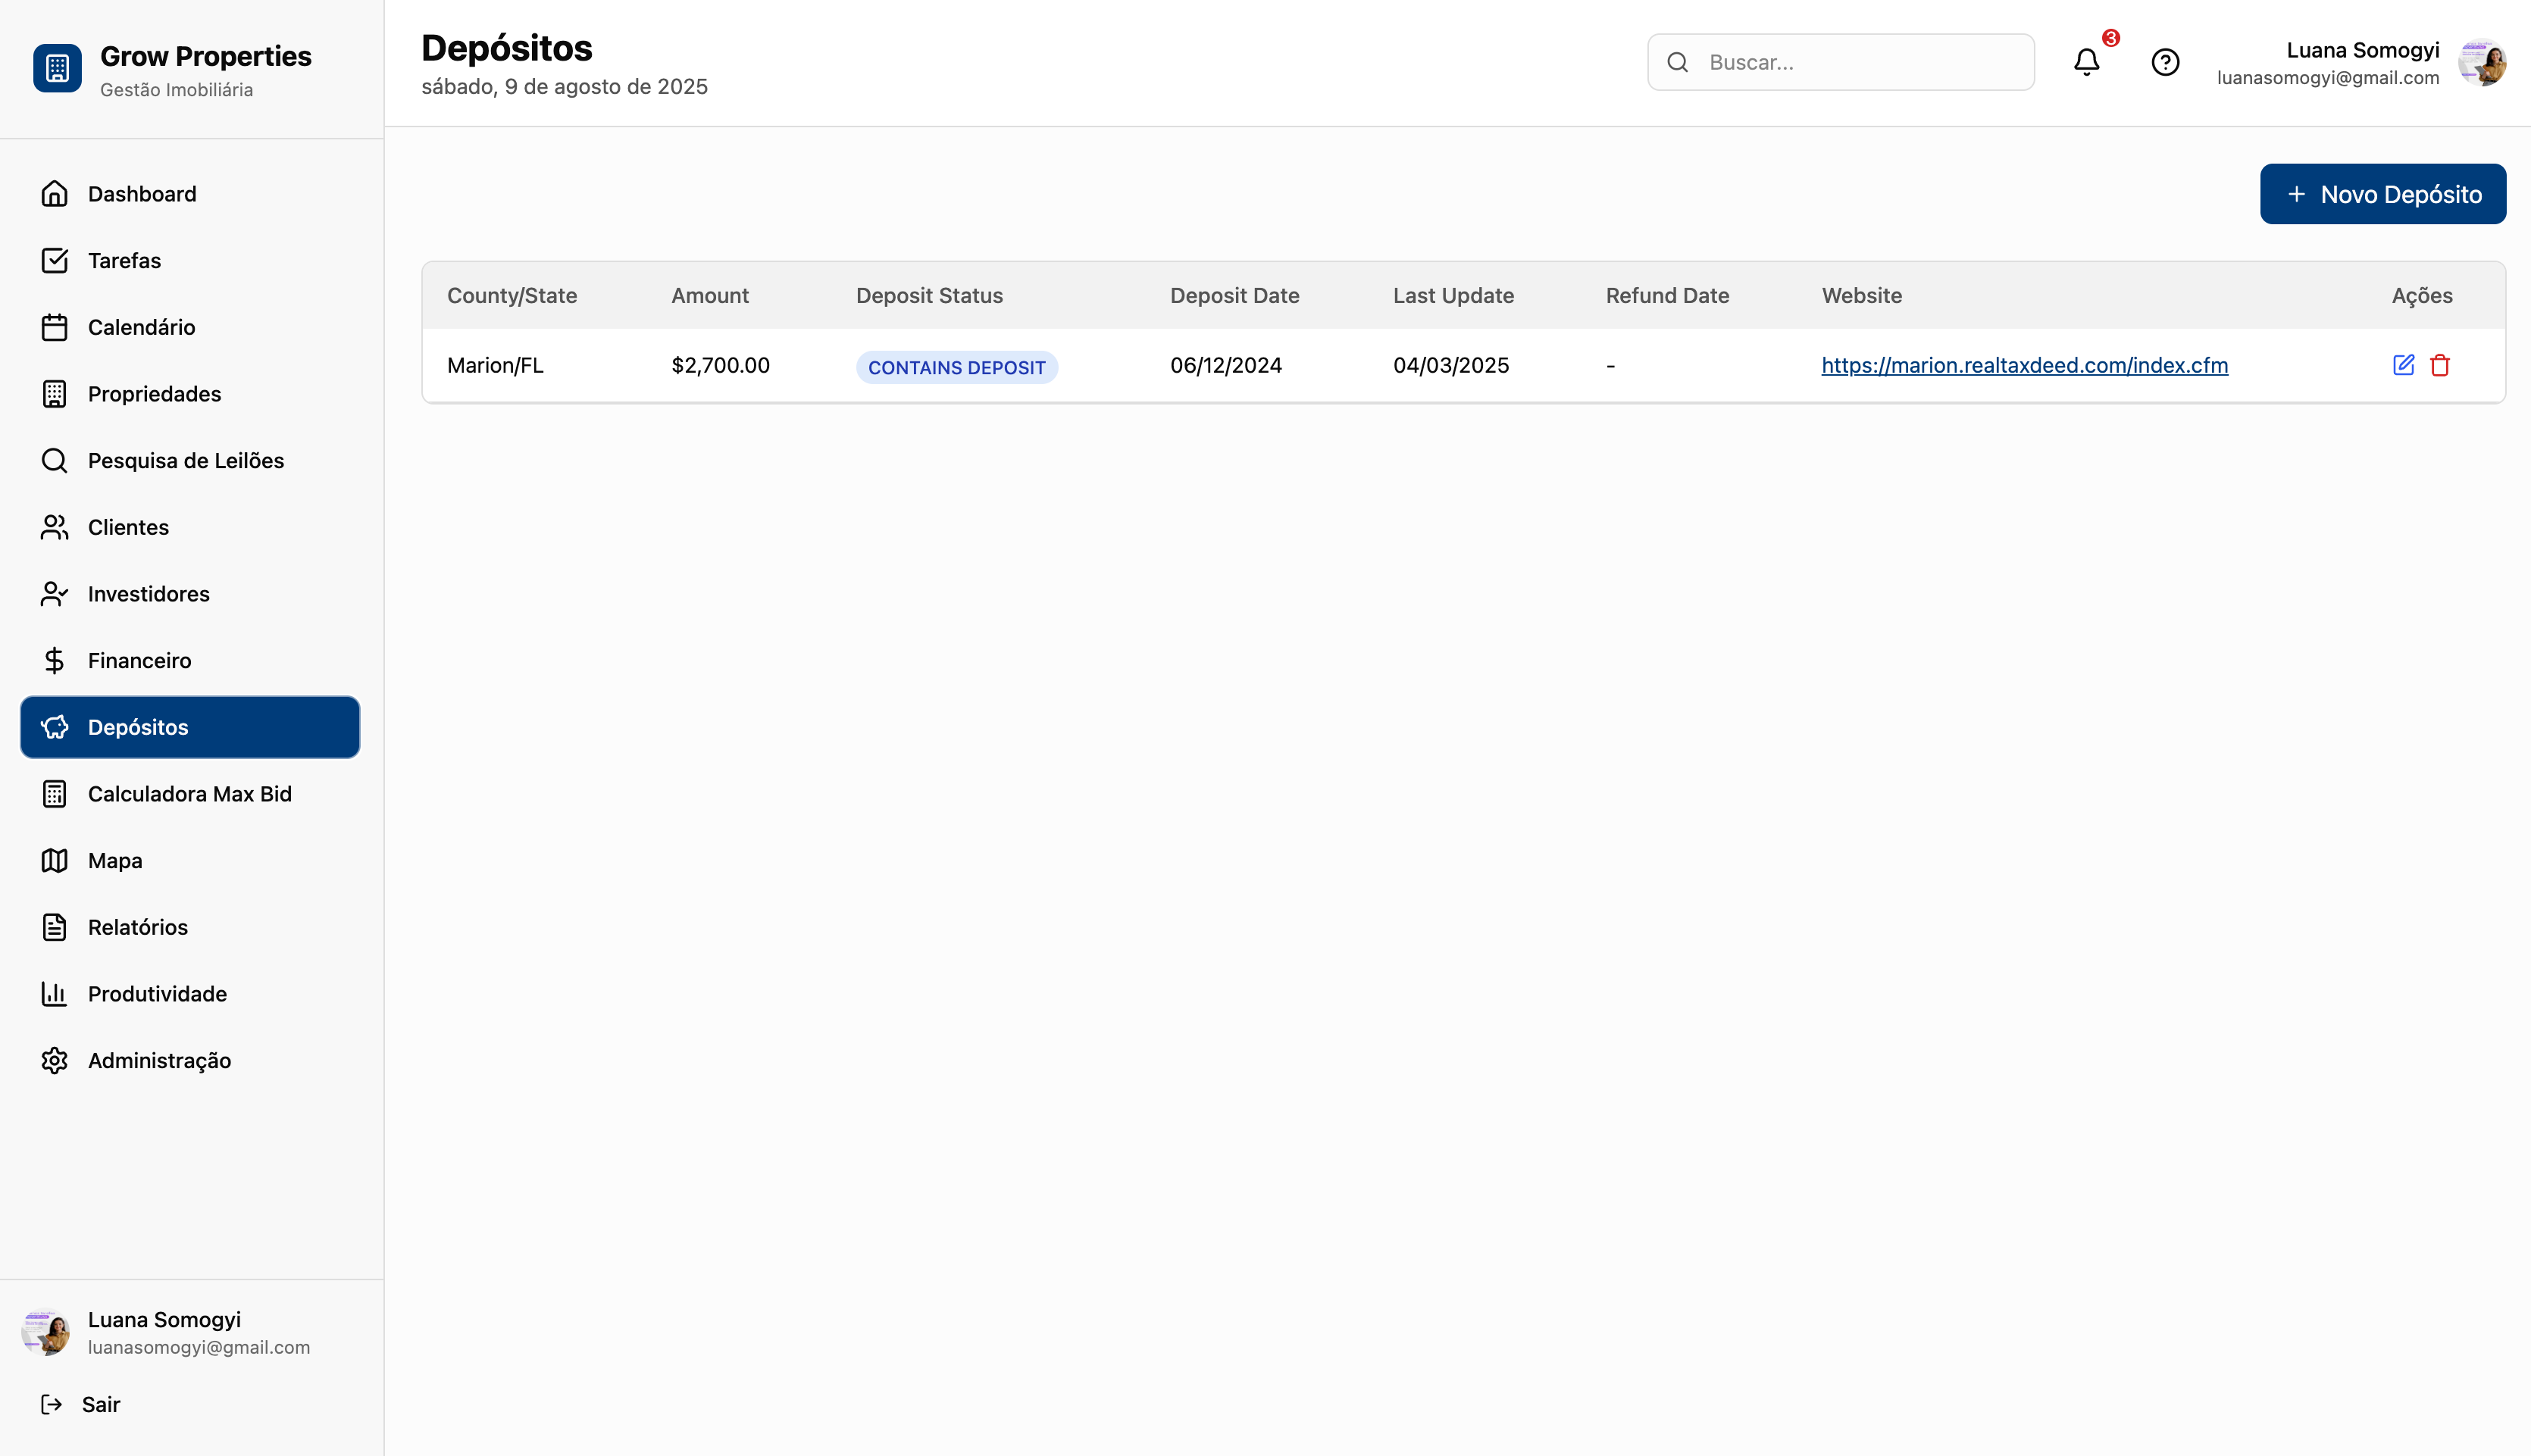 Grow Properties
Gestão Imobiliária
Dashboard
Tarefas
Calendário
Propriedades
Pesquisa de Leilões
Clientes
Investidores
Financeiro
Depósitos
Calculadora Max Bid
Mapa
Relatórios
Produtividade
Administração
Luana Somogyi
luanasomogyi@gmail.com
Sair
Depósitos
sábado, 9 de agosto de 2025
Buscar...
3
Luana Somogyi
luanasomogyi@gmail.com
+ Novo Depósito
County/State Amount Deposit Status Deposit Date Last Update Refund Date Website Ações
Marion/FL $2,700.00 CONTAINS DEPOSIT 06/12/2024 04/03/2025 - https://marion.realtaxdeed.com/index.cfm